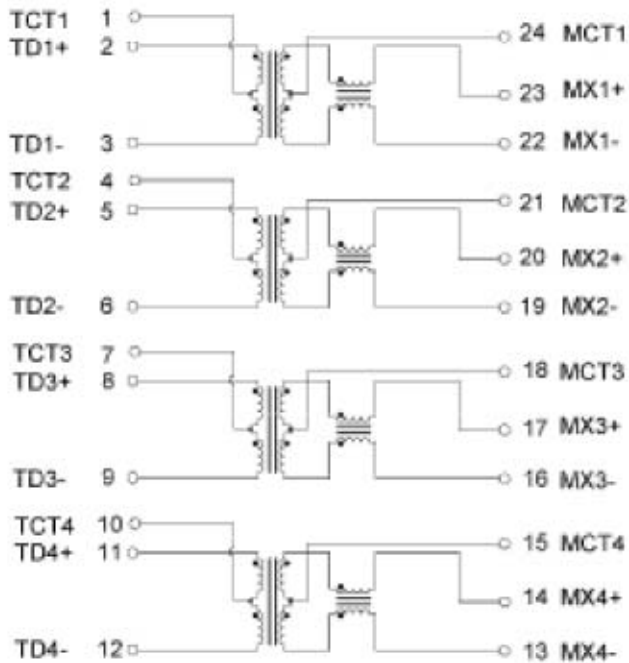 TCT1 1 24 MCT1
TD1+ 2
23 MX1+
TD1- 3 22 MX1-
TCT2 4
21 MCT2
TD2+ 5
20 MX2+
TD2- 6 19 MX2-
TCT3 7
18 MCT3
TD3+ 8
17 MX3+
TD3- 9 16 MX3-
TCT4 10
15 MCT4
TD4+ 11
14 MX4+
TD4- 12 13 MX4-